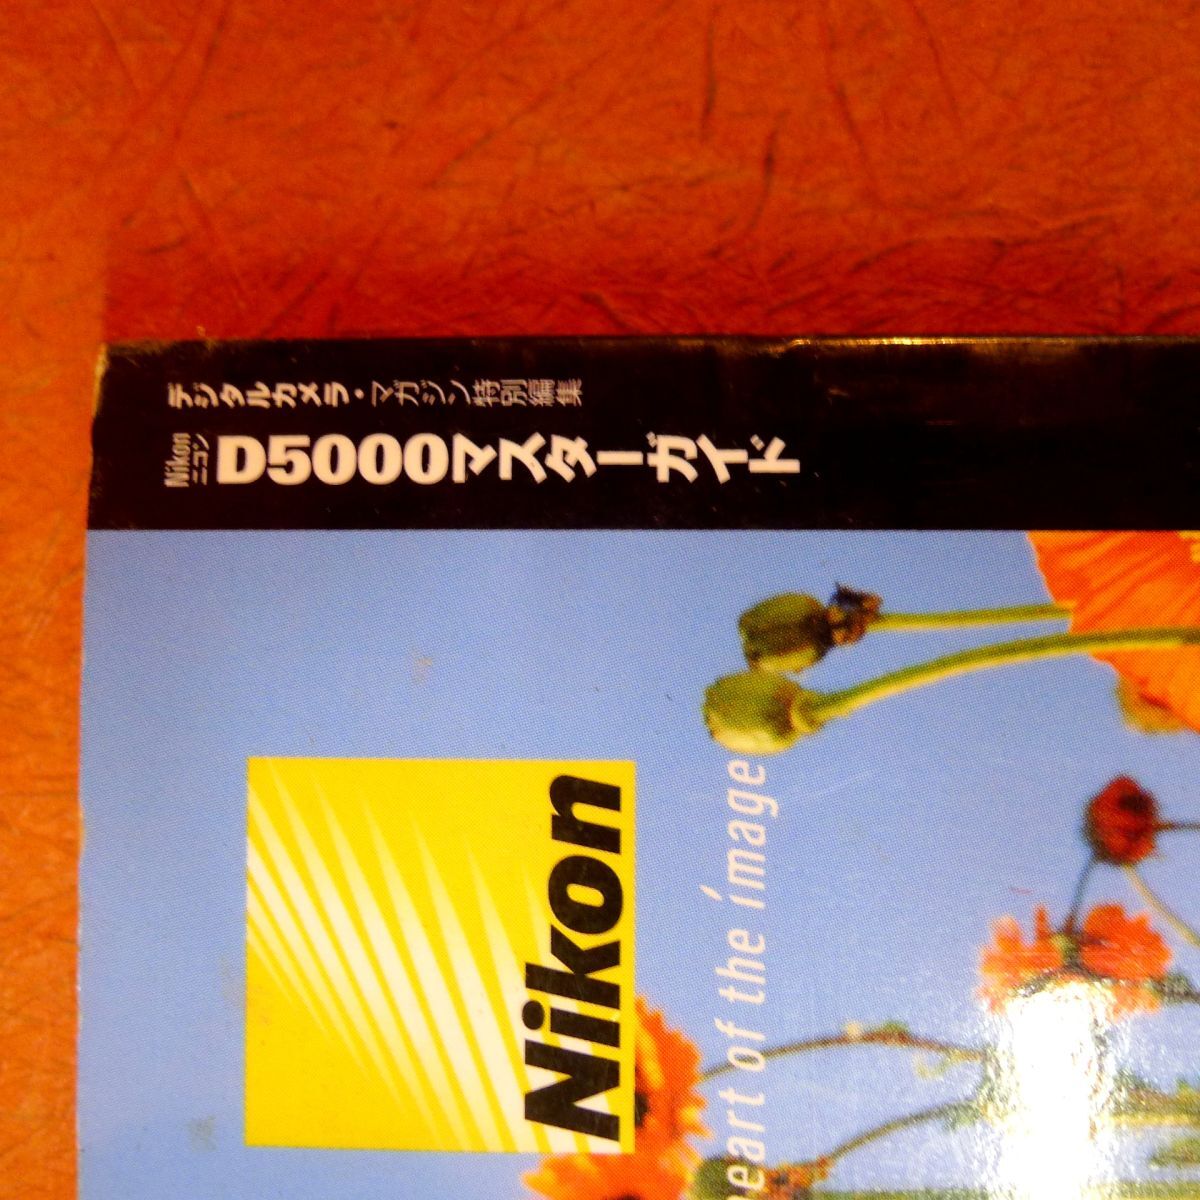 デジタルカメラ・マガジン特別編集
Nikon
ニコン
D5000マスターガイド
Nikon
of the image